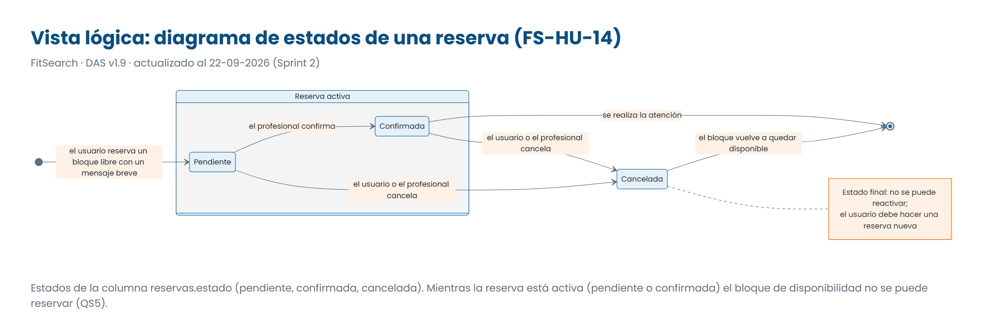 Vista lógica: diagrama de estados de una reserva (FS-HU-14)
FitSearch · DAS v1.9 · actualizado al 22-09-2026 (Sprint 2)
Reserva activa
el usuario reserva un
bloque libre con un
mensaje breve
Pendiente
el profesional confirma
Confirmada
el usuario o el profesional
cancela
se realiza la atención
el usuario o el profesional
cancela
Cancelada
el bloque vuelve a quedar
disponible
Estado final: no se puede
reactivar;
el usuario debe hacer una
reserva nueva
Estados de la columna reservas.estado (pendiente, confirmada, cancelada). Mientras la reserva está activa (pendiente o confirmada) el bloque de disponibilidad no se puede
reservar (QS5).